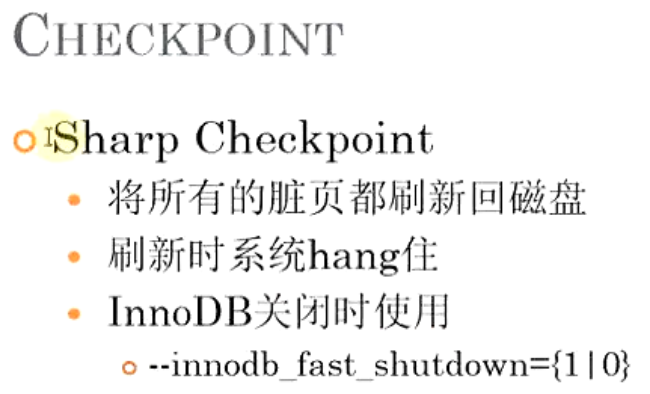 CHECKPOINT
Sharp Checkpoint
将所有的脏页都刷新回磁盘
刷新时系统hang住
InnoDB关闭时使用
--innodb_fast_shutdown={1|0}